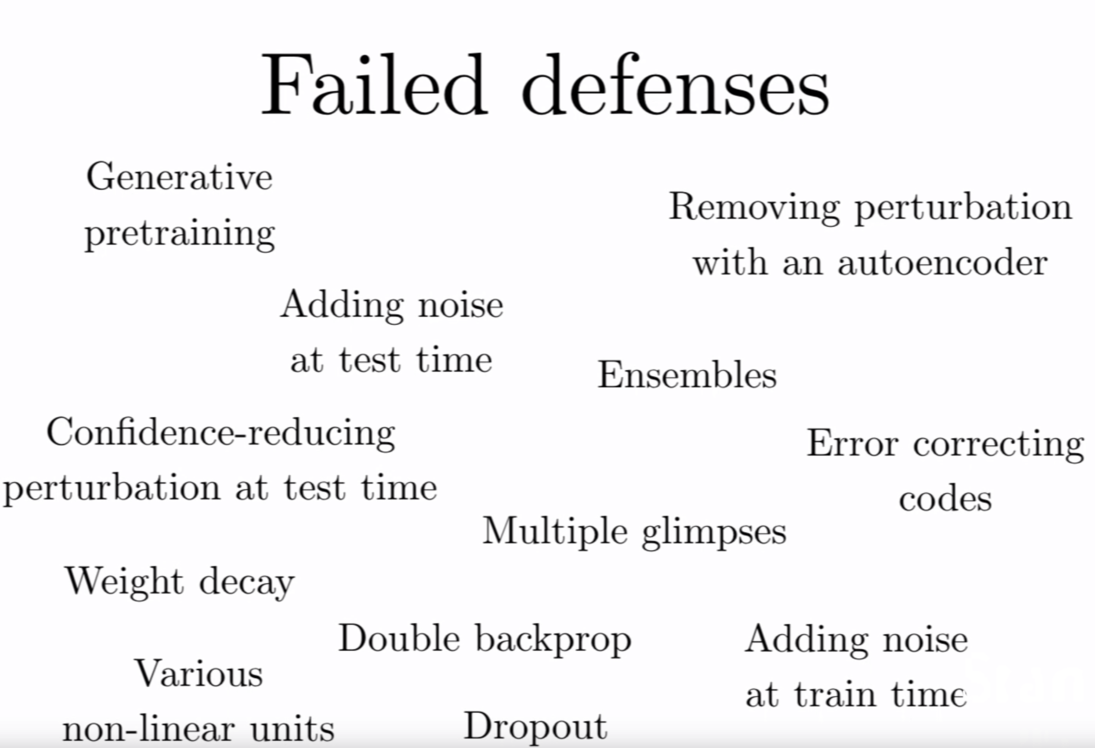 Failed defenses
Generative
pretraining
Removing perturbation
with an autoencoder
Adding noise
at test time
Ensembles
Confidence-reducing
perturbation at test time
Error correcting
codes
Multiple glimpses
Weight decay
Double backprop
Adding noise
at train time
Various
non-linear units
Dropout